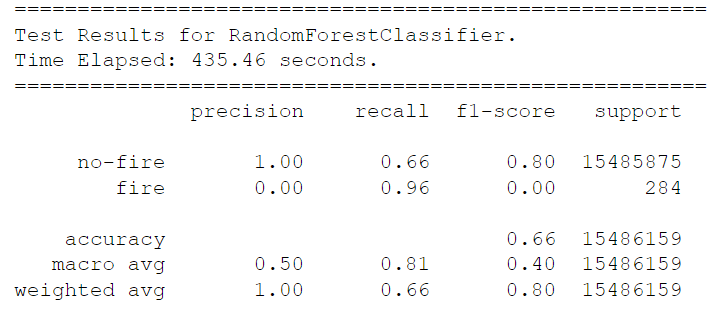 =======================================================
Test Results for RandomForestClassifier.
Time Elapsed: 435.46 seconds.
=======================================================
precision recall f1-score support
no-fire 1.00 0.66 0.80 15485875
fire 0.00 0.96 0.00 284
accuracy 0.66 15486159
macro avg 0.50 0.81 0.40 15486159
weighted avg 1.00 0.66 0.80 15486159